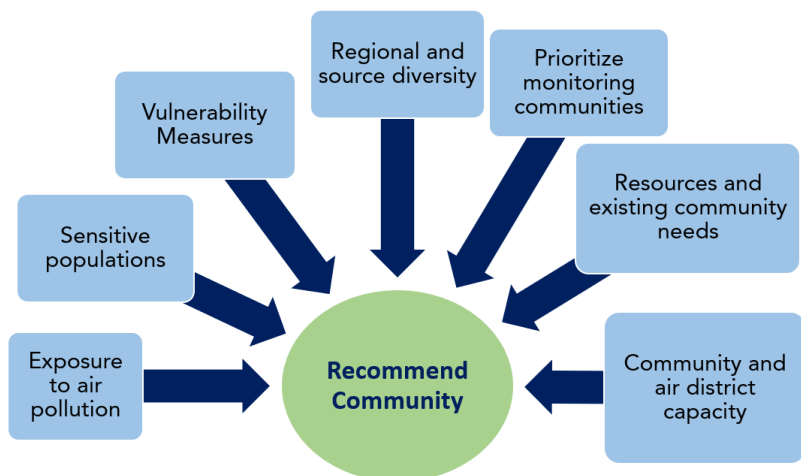 Regional and
source diversity
Prioritize
monitoring
communities
Vulnerability
Measures
Resources and
existing community
needs
Sensitive
populations
Exposure
to air
pollution
Recommend
Community
Community and
air district
capacity